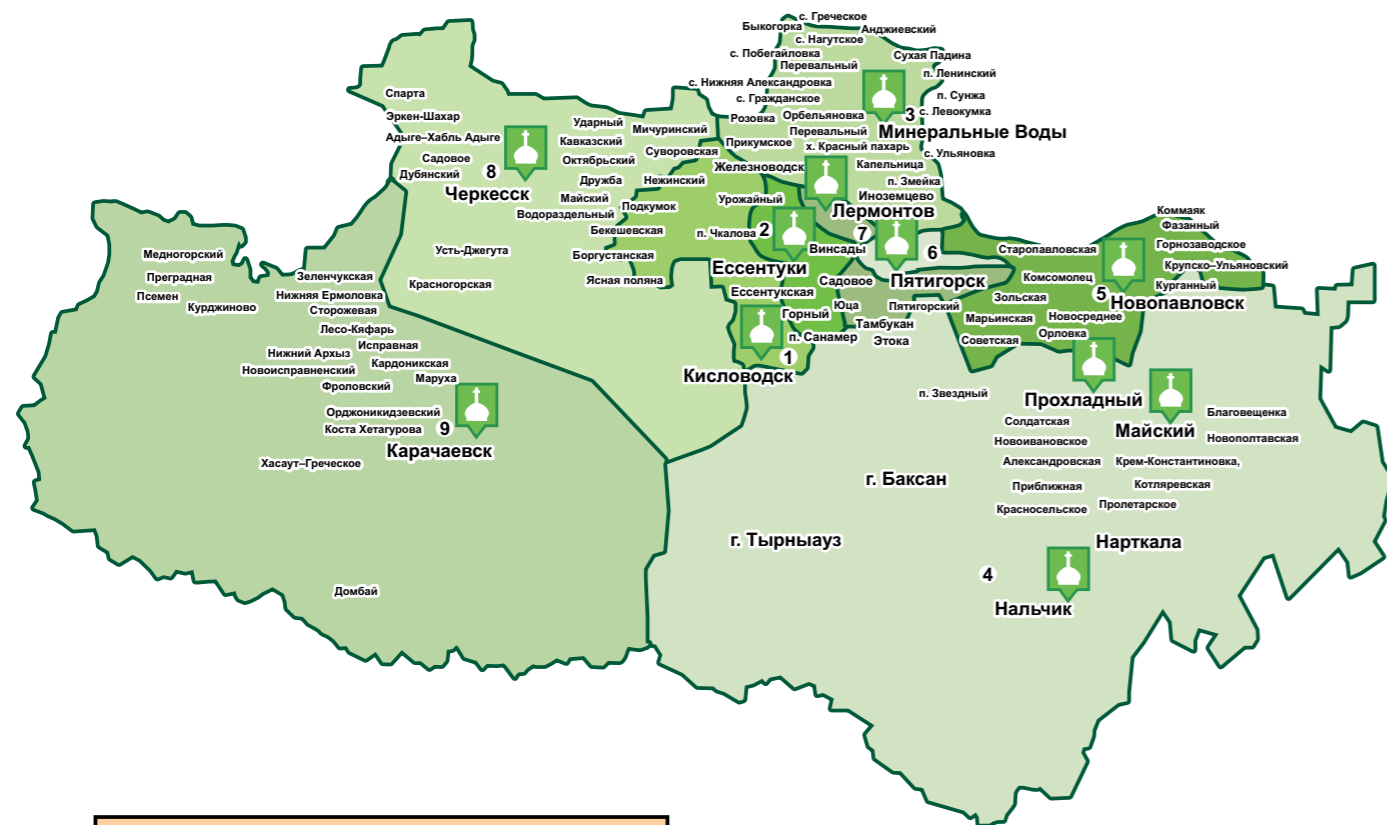 с. Греческое
Быкогорка
Анджиевский
с. Нагутское
с. Побегайловка
Сухая Падина
Перевальный
п. Ленинский
с. Нижняя Александровка
п. Сунжа
с. Гражданское
3
с. Левокумка
Розовка
Орбельяновка
Минеральные Воды
Перевальный
Прикумское
х. Красный пахарь
с. Ульяновка
Капельница
Железноводск
п. Змейка
Иноземцево
Лермонтов
7
6
Спарта
Эркен-Шахар
Ударный
Мичуринский
Адыге–Хабль Адыге
Кавказский
Суворовская
Садовое
8
Октябрьский
Дубянский
Черкесск
Дружба
Нежинский
Майский
Подкумок
Водораздельный
Бекешевская
Усть-Джегута
Боргустанская
Красногорская
Ясная поляна
Урожайный
п. Чкалова
2
Винсады
Ессентуки
Садовое
Пятигорск
Ессентукская
Юца
Пятигорский
Горный
Тамбукан
п. Санамер
Этока
1
Кисловодск
Коммаяк
Фазанный
Старопавловская
Горнозаводское
Комсомолец
Крупско–Ульяновский
5
Курганный
Зольская
Новопавловск
Марьинская
Новосреднее
Советская
Орловка
Медногорский
Преградная
Зеленчукская
Псемен
Нижняя Ермоловка
Курджиново
Сторожевая
Лесо-Кяфарь
Исправная
Нижний Архыз
Кардоникская
Новоисправненский
Маруха
Фроловский
Орджоникидзевский
Коста Хетагурова
9
Карачаевск
Хасаут–Греческое
Домбай
п. Звездный
Прохладный
Майский
Благовещенка
Солдатская
Новоивановское
Новополтавская
Александровская
Крем-Константиновка,
г. Баксан
Приближная
Котляревская
Красносельское
Пролетарское
г. Тырныауз
Нарткала
4
Нальчик